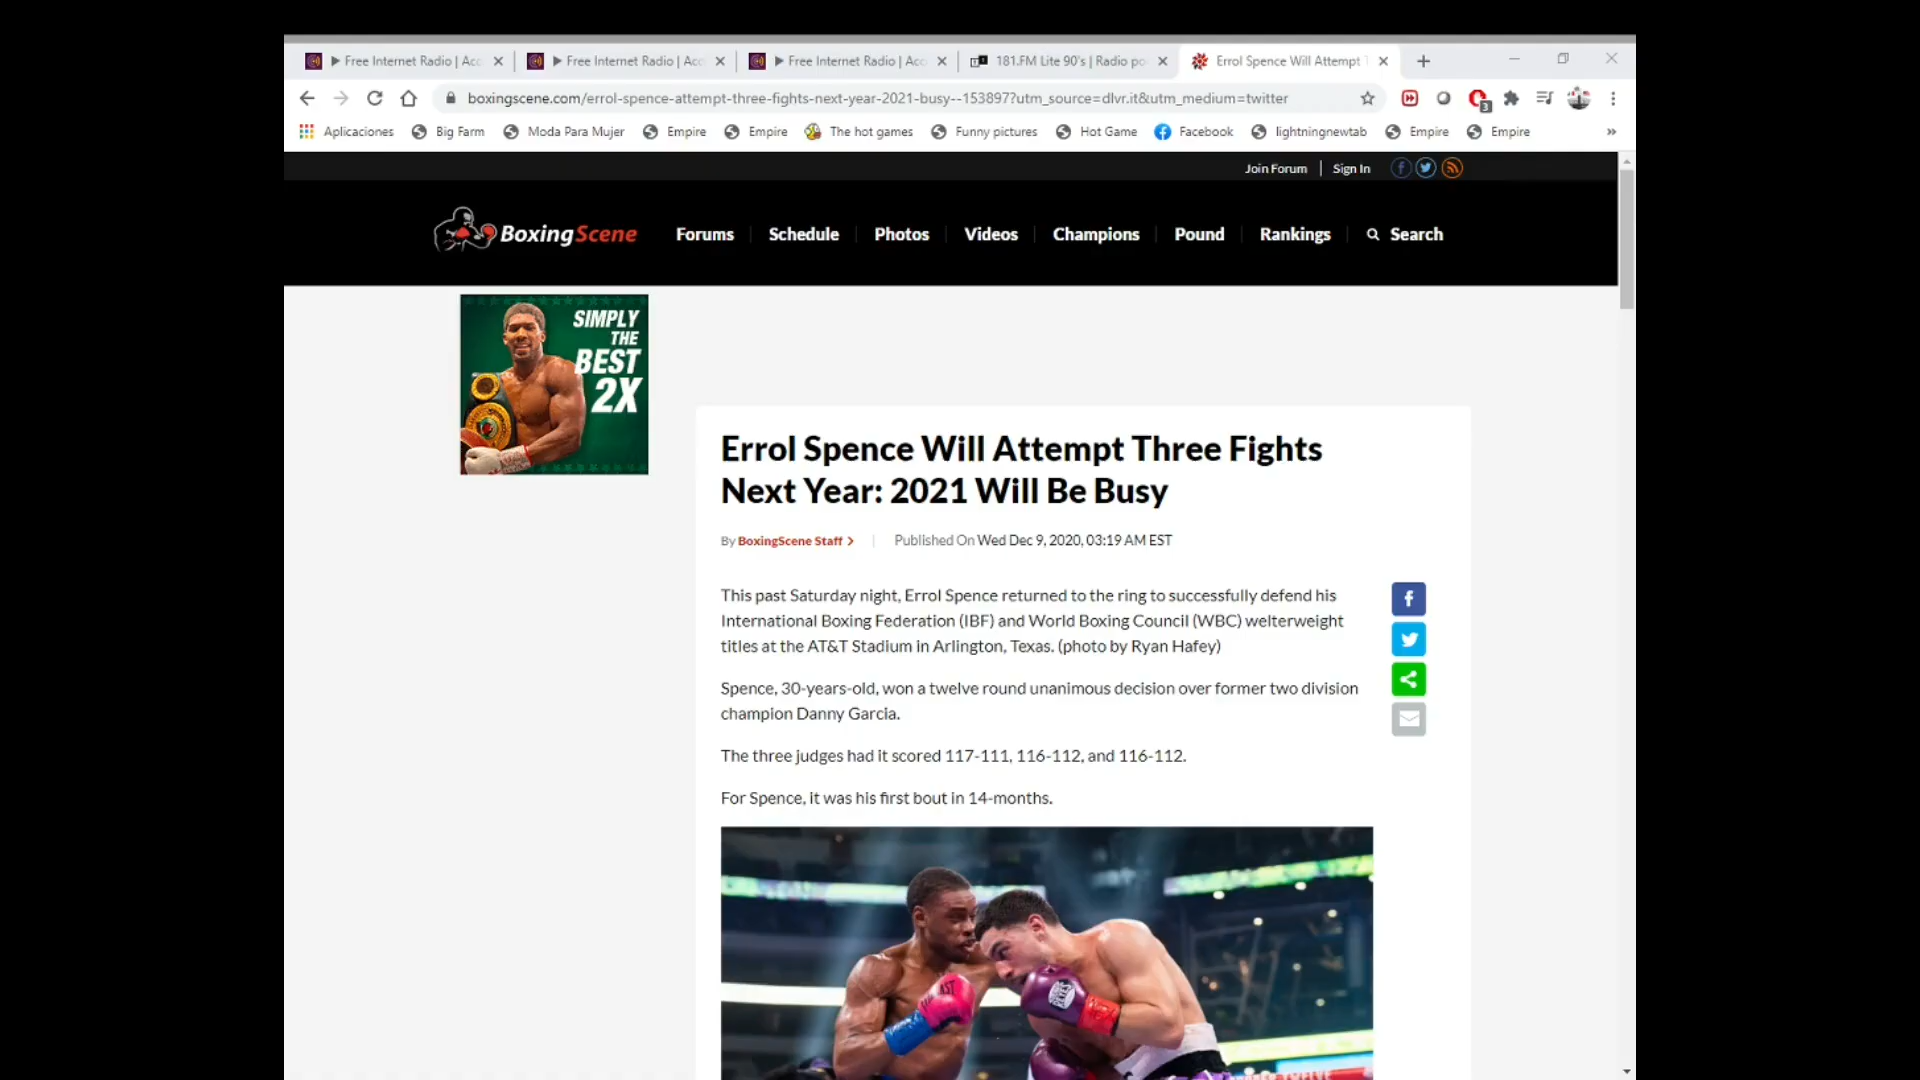 Free Internet Radio | Acc
Free Internet Radio | Acc
Free Internet Radio | Acc
181.FM Lite 90's | Radio po
Errol Spence Will Attempt T
boxingscene.com/errol-spence-attempt-three-fights-next-year-2021-busy--153897?utm_source=dlvr.it&utm_medium=twitter
3
Aplicaciones
Big Farm
Moda Para Mujer
Empire
Empire
The hot games
Funny pictures
Hot Game
Facebook
lightningnewtab
Empire
Empire
Join Forum | Sign In
BoxingScene
Forums
Schedule
Photos
Videos
Champions
Pound
Rankings
Search
SIMPLY
THE
BEST
2X
Errol Spence Will Attempt Three Fights
Next Year: 2021 Will Be Busy
By BoxingScene Staff > | Published On Wed Dec 9, 2020, 03:19 AM EST
This past Saturday night, Errol Spence returned to the ring to successfully defend his
International Boxing Federation (IBF) and World Boxing Council (WBC) welterweight
titles at the AT&T Stadium in Arlington, Texas. (photo by Ryan Hafey)
Spence, 30-years-old, won a twelve round unanimous decision over former two division
champion Danny Garcia.
The three judges had it scored 117-111, 116-112, and 116-112.
For Spence, it was his first bout in 14-months.